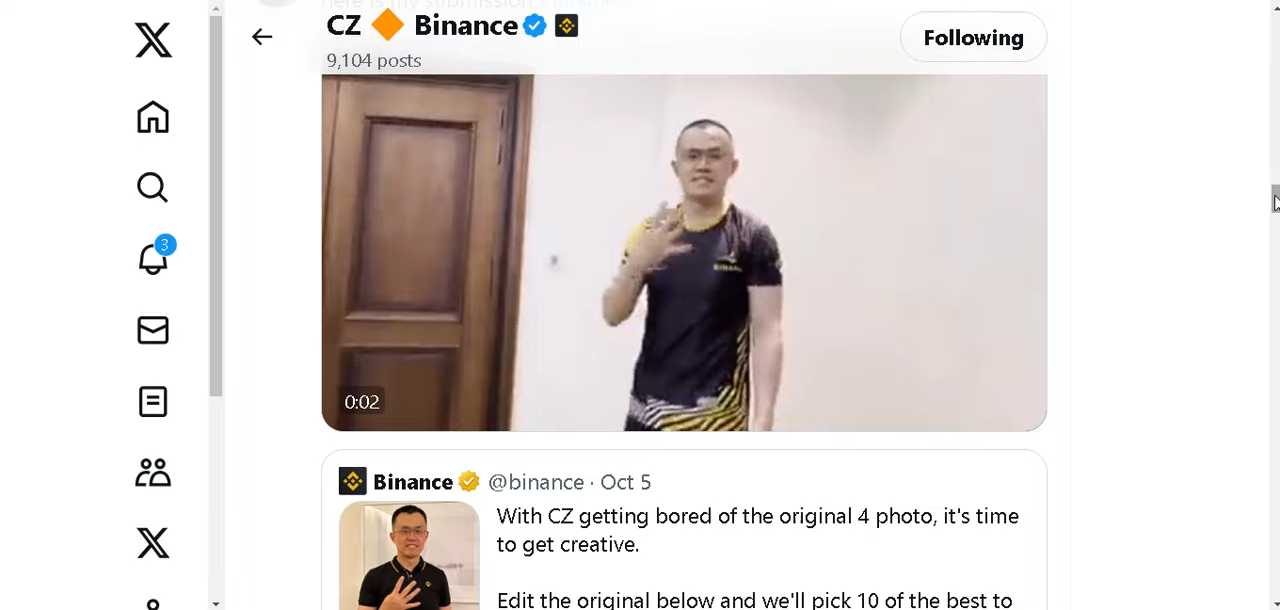 CZ 🔶 Binance
9,104 posts
Following
3
0:02
Binance @binance · Oct 5
With CZ getting bored of the original 4 photo, it's time
to get creative.
Edit the original below and we'll pick 10 of the best to